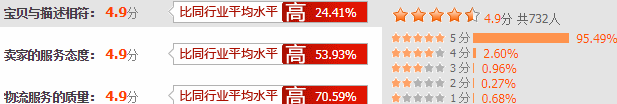 宝贝与描述相符：4.9分 比同行业平均水平 高 24.41%
卖家的服务态度：4.9分 比同行业平均水平 高 53.93%
物流服务的质量：4.9分 比同行业平均水平 高 70.59%
4.9分 共732人
5 分 95.49%
4 分 2.60%
3 分 0.96%
2 分 0.27%
1 分 0.68%